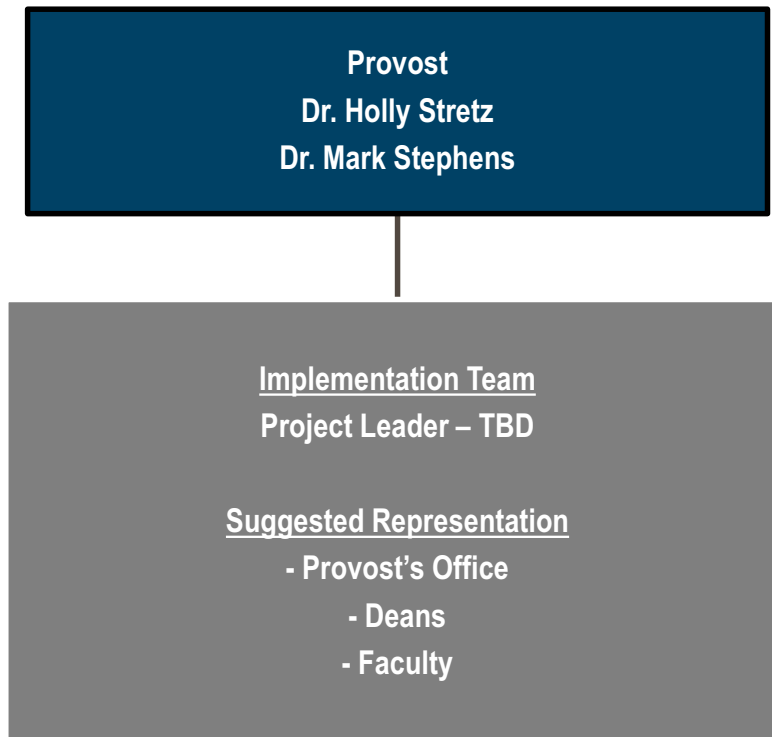 Provost
Dr. Holly Stretz
Dr. Mark Stephens
Implementation Team
Project Leader – TBD
Suggested Representation
- Provost’s Office
- Deans
- Faculty